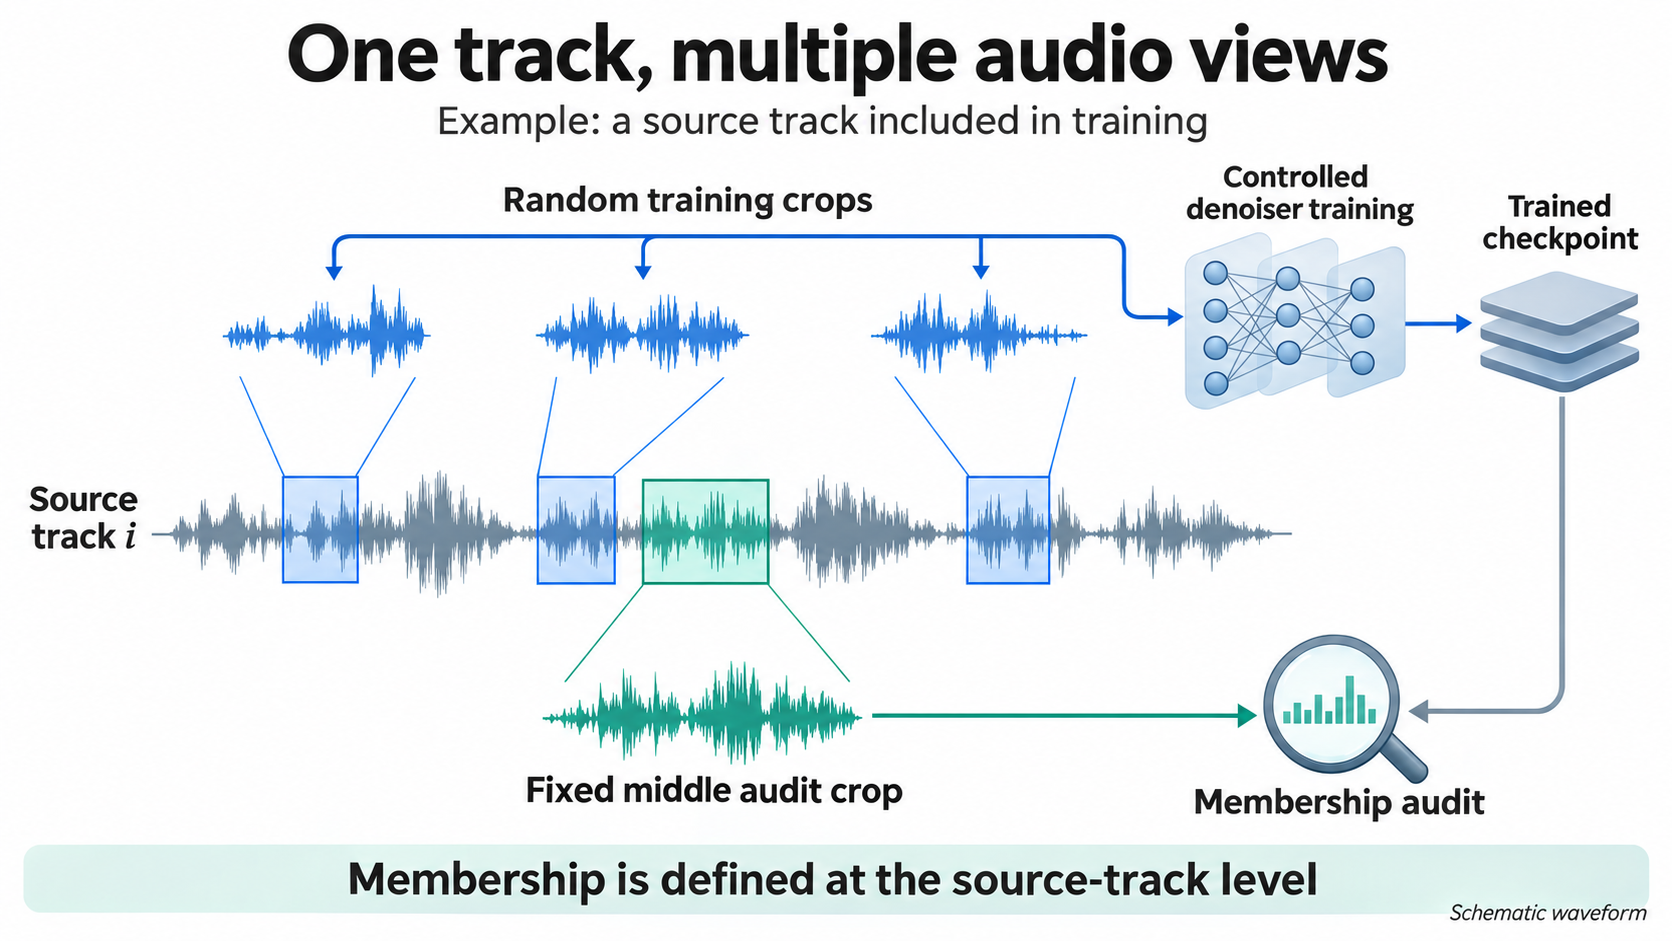 One track, multiple audio views
Example: a source track included in training
Random training crops
Controlled
denoiser training
Trained
checkpoint
Source
track i
Fixed middle audit crop
Membership audit
Membership is defined at the source-track level
Schematic waveform